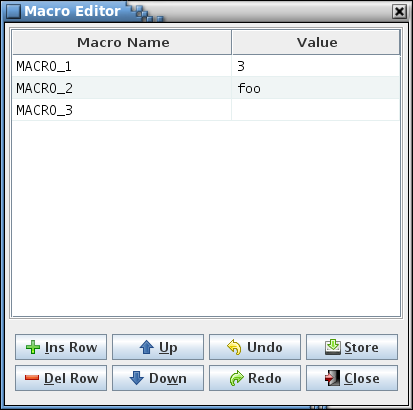 Macro Editor
Macro Name Value
MACRO_1 3
MACRO_2 foo
MACRO_3
Ins Row Up Undo Store
Del Row Down Redo Close